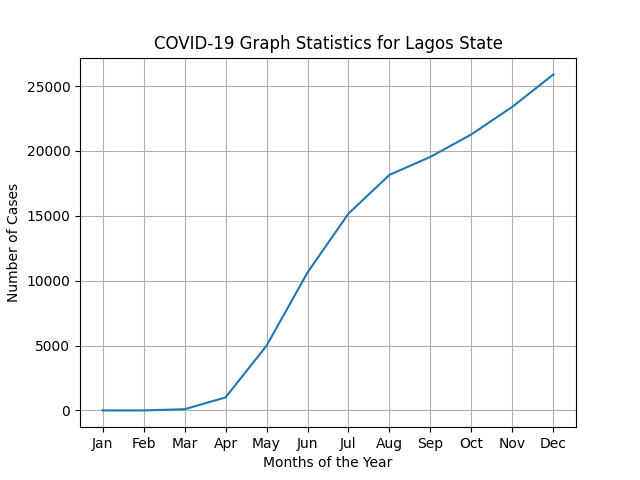 COVID-19 Graph Statistics for Lagos State
Number of Cases
25000
20000
15000
10000
5000
0
Jan Feb Mar Apr May Jun Jul Aug Sep Oct Nov Dec
Months of the Year